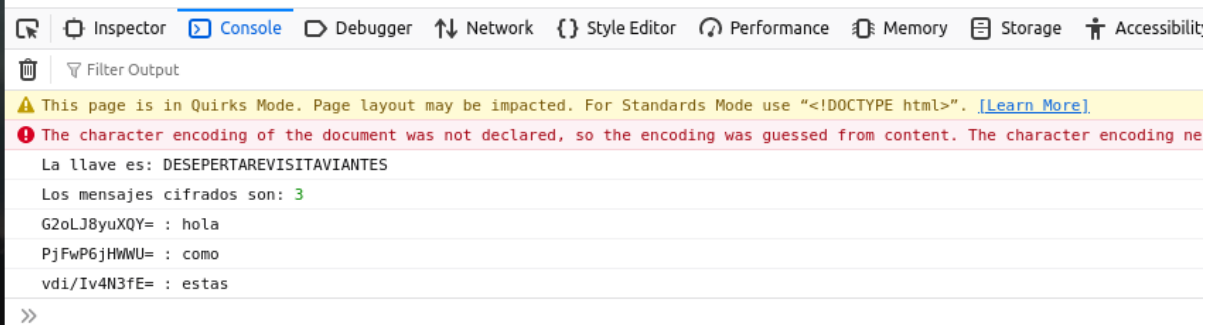 Inspector Console Debugger Network Style Editor Performance Memory Storage Accessibility
Filter Output
This page is in Quirks Mode. Page layout may be impacted. For Standards Mode use “<!DOCTYPE html>”. [Learn More]
The character encoding of the document was not declared, so the encoding was guessed from content. The character encoding ne
La llave es: DESEPERTAREVISITAVIANTES
Los mensajes cifrados son: 3
G2oLJ8yuXQY= : hola
PjFwP6jHWWU= : como
vdi/Iv4N3fE= : estas